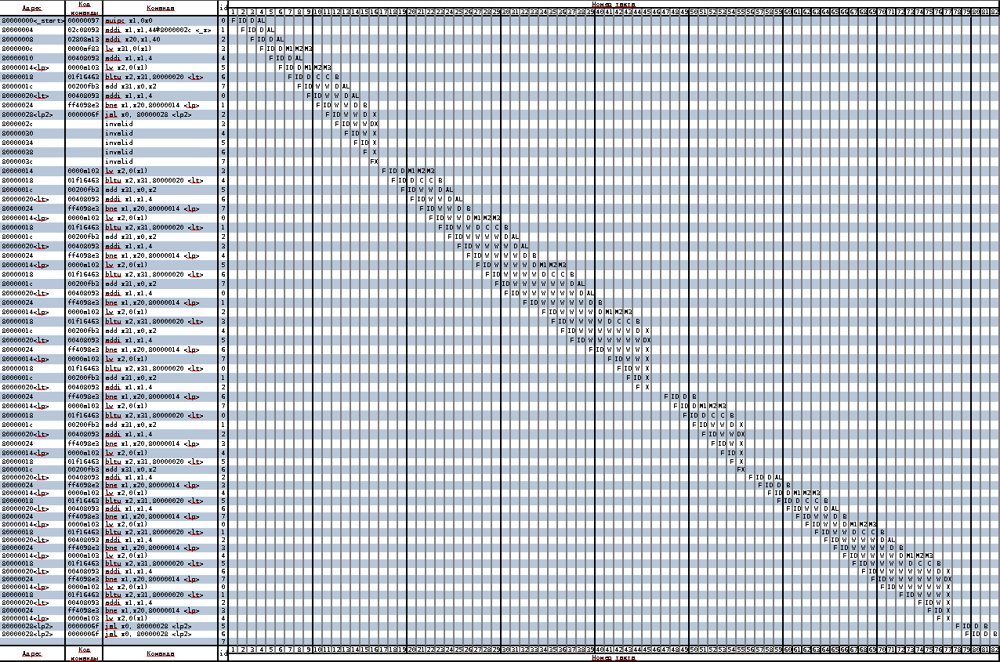 Адрес Код команды Команда id Номер такта
1 2 3 4 5 6 7 8 9 10 11 12 13 14 15 16 17 18 19 20 21 22 23 24 25 26 27 28 29 30 31 32 33 34 35 36 37 38 39 40 41 42 43 44 45 46 47 48 49 50 51 52 53 54 55 56 57 58 59 60 61 62 63 64 65 66 67 68 69 70 71 72 73 74 75 76 77 78 79 80 81 82
80000000<_start> 00000097 auipc x1,0x0 0 F ID D AL
80000004 02c08093 addi x1,x1,44#8000002c <_x> 1 F ID D AL
80000008 02808a13 addi x20,x1,40 2 F ID D AL
8000000c 0000af83 lw x31,0(x1) 3 F ID D M1 M2 M3
80000010 00408093 addi x1,x1,4 4 F ID D AL
80000014<lp> 0000a103 lw x2,0(x1) 5 F ID D M1 M2 M3
80000018 01f16463 bltu x2,x31,80000020 <lt> 6 F ID D C C B
8000001c 00200fb3 add x31,x0,x2 7 F ID W W D AL
80000020<lt> 00408093 addi x1,x1,4 0 F ID W W D AL
80000024 ff4098e3 bne x1,x20,80000014 <lp> 1 F ID W W D B
80000028<lp2> 0000006f jal x0, 80000028 <lp2> 2 F ID W W D X
8000002c invalid 3 F ID W W DX
80000030 invalid 4 F ID W X
80000034 invalid 5 F ID X
80000038 invalid 6 F X
8000003c invalid 7 FX
80000014 0000a103 lw x2,0(x1) 3 F ID D M1 M2 M3
80000018 01f16463 bltu x2,x31,80000020 <lt> 4 F ID D C C B
8000001c 00200fb3 add x31,x0,x2 5 F ID W W D AL
80000020<lt> 00408093 addi x1,x1,4 6 F ID W W D AL
80000024 ff4098e3 bne x1,x20,80000014 <lp> 7 F ID W W D B
80000014<lp> 0000a103 lw x2,0(x1) 0 F ID W W D M1 M2 M3
80000018 01f16463 bltu x2,x31,80000020 <lt> 1 F ID W W D C C B
8000001c 00200fb3 add x31,x0,x2 2 F ID W W W W D AL
80000020<lt> 00408093 addi x1,x1,4 3 F ID W W W W D AL
80000024 ff4098e3 bne x1,x20,80000014 <lp> 4 F ID W W W W D B
80000014<lp> 0000a103 lw x2,0(x1) 5 F ID W W W W D M1 M2 M3
80000018 01f16463 bltu x2,x31,80000020 <lt> 6 F ID W W W W D C C B
8000001c 00200fb3 add x31,x0,x2 7 F ID W W W W W W D AL
80000020<lt> 00408093 addi x1,x1,4 0 F ID W W W W W W D AL
80000024 ff4098e3 bne x1,x20,80000014 <lp> 1 F ID W W W W W D B
80000014<lp> 0000a103 lw x2,0(x1) 2 F ID W W W W D M1 M2 M3
80000018 01f16463 bltu x2,x31,80000020 <lt> 3 F ID W W W W D C C B
8000001c 00200fb3 add x31,x0,x2 4 F ID W W W W W W D X
80000020<lt> 00408093 addi x1,x1,4 5 F ID W W W W W W DX
80000024 ff4098e3 bne x1,x20,80000014 <lp> 6 F ID W W W W X
80000014<lp> 0000a103 lw x2,0(x1) 7 F ID W W X
80000018 01f16463 bltu x2,x31,80000020 <lt> 0 F ID W X
8000001c 00200fb3 add x31,x0,x2 1 F ID X
80000020<lt> 00408093 addi x1,x1,4 2 F X
80000024 ff4098e3 bne x1,x20,80000014 <lp> 6 F ID D B
80000014<lp> 0000a103 lw x2,0(x1) 7 F ID D M1 M2 M3
80000018 01f16463 bltu x2,x31,80000020 <lt> 0 F ID D C C B
8000001c 00200fb3 add x31,x0,x2 1 F ID W W D X
80000020<lt> 00408093 addi x1,x1,4 2 F ID W W DX
80000024 ff4098e3 bne x1,x20,80000014 <lp> 3 F ID W X
80000014<lp> 0000a103 lw x2,0(x1) 4 F ID X
80000018 01f16463 bltu x2,x31,80000020 <lt> 5 F X
8000001c 00200fb3 add x31,x0,x2 6 FX
80000020<lt> 00408093 addi x1,x1,4 2 F ID D AL
80000024 ff4098e3 bne x1,x20,80000014 <lp> 3 F ID D B
80000014<lp> 0000a103 lw x2,0(x1) 4 F ID D M1 M2 M3
80000018 01f16463 bltu x2,x31,80000020 <lt> 5 F ID D C C B
80000020<lt> 00408093 addi x1,x1,4 6 F ID W W D AL
80000024 ff4098e3 bne x1,x20,80000014 <lp> 7 F ID W W D B
80000014<lp> 0000a103 lw x2,0(x1) 0 F ID W W D M1 M2 M3
80000018 01f16463 bltu x2,x31,80000020 <lt> 1 F ID W W D C C B
80000020<lt> 00408093 addi x1,x1,4 2 F ID W W W W D AL
80000024 ff4098e3 bne x1,x20,80000014 <lp> 3 F ID W W W W D B
80000014<lp> 0000a103 lw x2,0(x1) 4 F ID W W W W D M1 M2 M3
80000018 01f16463 bltu x2,x31,80000020 <lt> 5 F ID W W W W D C C B
80000020<lt> 00408093 addi x1,x1,4 6 F ID W W W W W W D X
80000024 ff4098e3 bne x1,x20,80000014 <lp> 7 F ID W W W W W W DX
80000014<lp> 0000a103 lw x2,0(x1) 0 F ID W W W W W X
80000018 01f16463 bltu x2,x31,80000020 <lt> 1 F ID W W W X
80000020<lt> 00408093 addi x1,x1,4 2 F ID W X
80000024 ff4098e3 bne x1,x20,80000014 <lp> 3 F ID X
80000014<lp> 0000a103 lw x2,0(x1) 4 F X
80000028<lp2> 0000006f jal x0, 80000028 <lp2> 5 F ID D B
80000028<lp2> 0000006f jal x0, 80000028 <lp2> 6 F ID D B
7
1 2 3 4 5 6 7 8 9 10 11 12 13 14 15 16 17 18 19 20 21 22 23 24 25 26 27 28 29 30 31 32 33 34 35 36 37 38 39 40 41 42 43 44 45 46 47 48 49 50 51 52 53 54 55 56 57 58 59 60 61 62 63 64 65 66 67 68 69 70 71 72 73 74 75 76 77 78 79 80 81 82
Адрес Код команды Команда id Номер такта